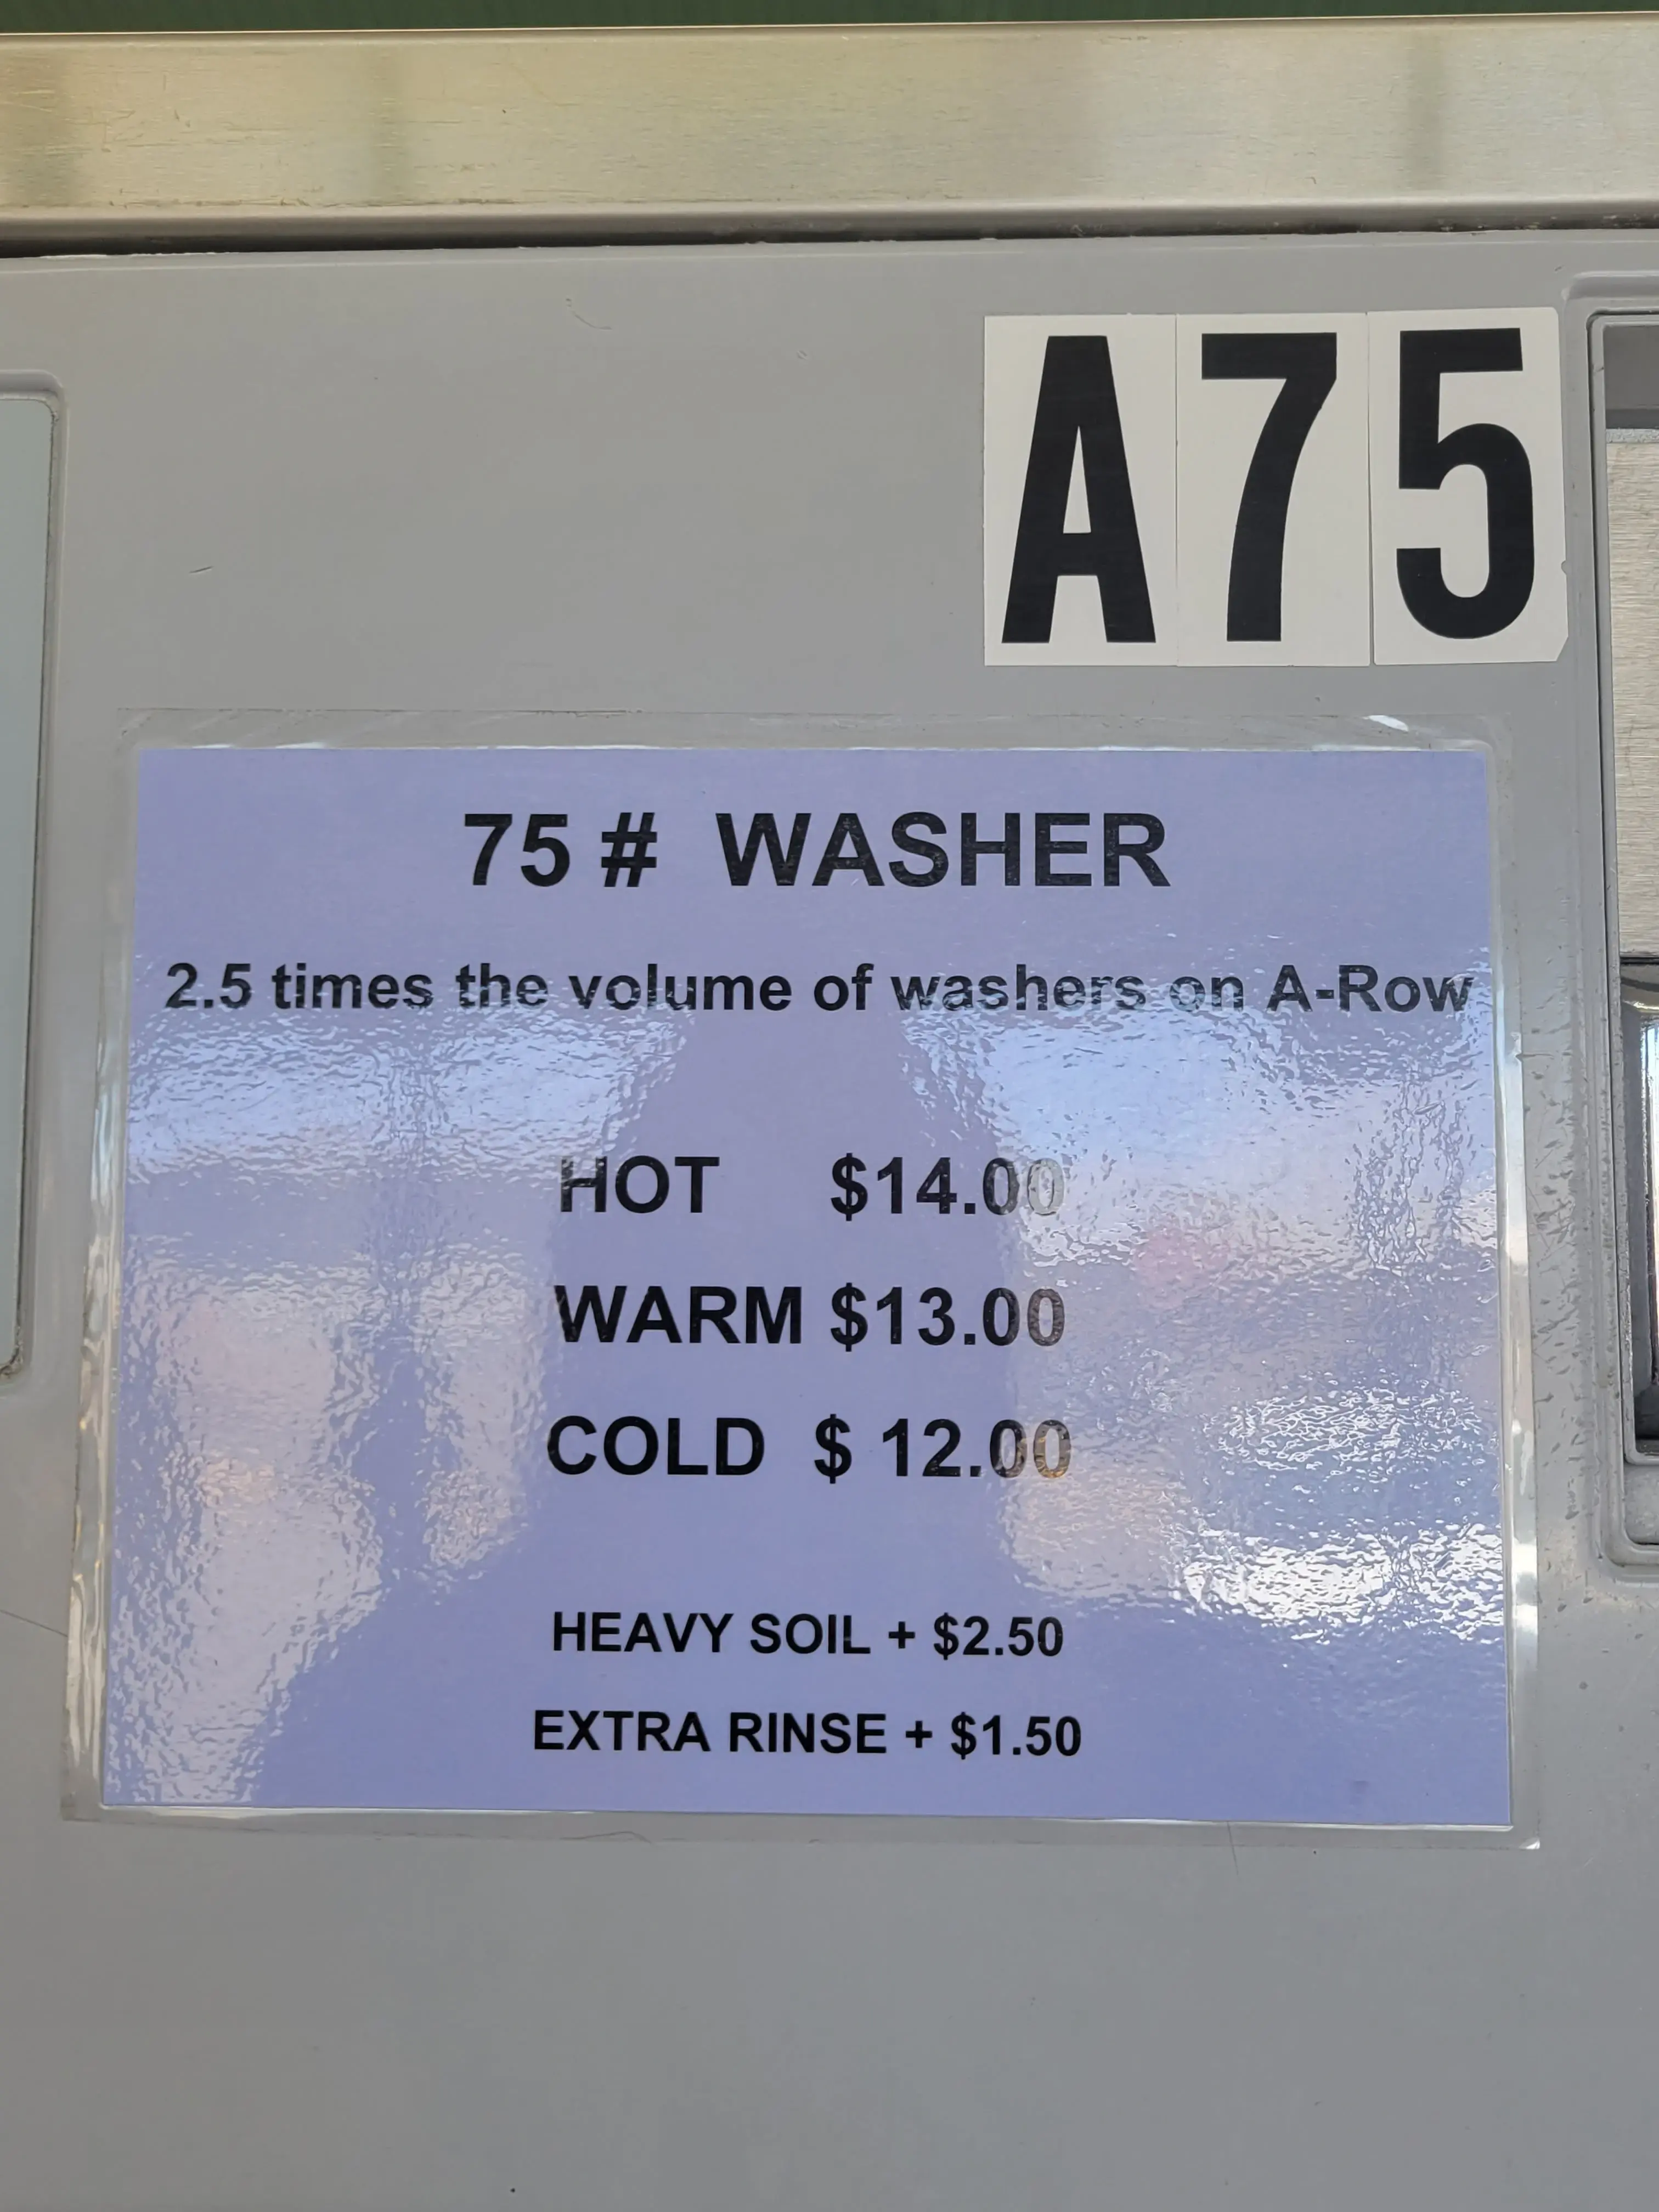 A75
75 # WASHER
2.5 times the volume of washers on A-Row
HOT $14.00
WARM $13.00
COLD $ 12.00
HEAVY SOIL + $2.50
EXTRA RINSE + $1.50